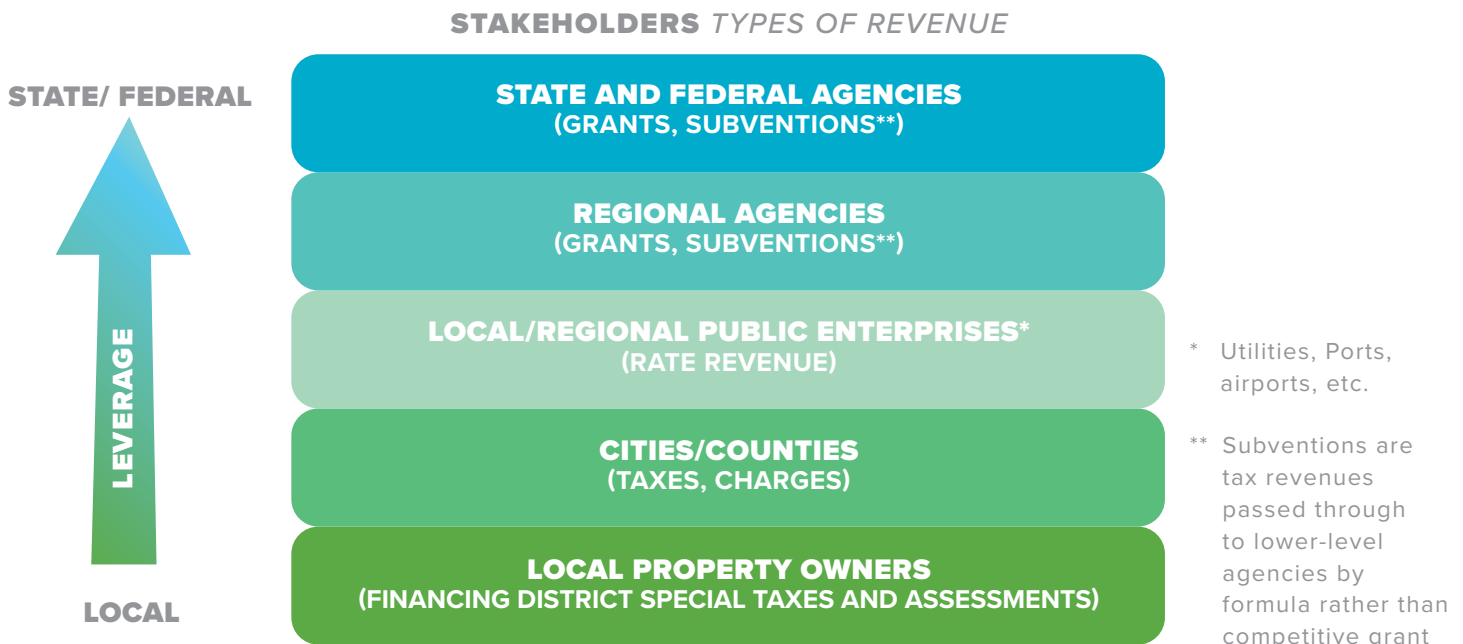 STAKEHOLDERS TYPES OF REVENUE
STATE/ FEDERAL
LEVERAGE
LOCAL
STATE AND FEDERAL AGENCIES
(GRANTS, SUBVENTIONS**)
REGIONAL AGENCIES
(GRANTS, SUBVENTIONS**)
LOCAL/REGIONAL PUBLIC ENTERPRISES*
(RATE REVENUE)
CITIES/COUNTIES
(TAXES, CHARGES)
LOCAL PROPERTY OWNERS
(FINANCING DISTRICT SPECIAL TAXES AND ASSESSMENTS)
* Utilities, Ports,
airports, etc.
** Subventions are
tax revenues
passed through
to lower-level
agencies by
formula rather than
competitive grant